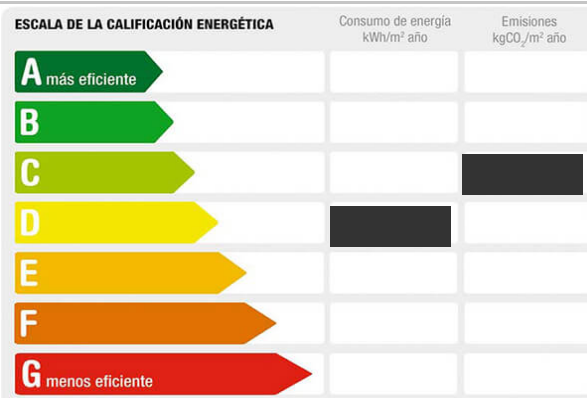 ESCALA DE LA CALIFICACIÓN ENERGÉTICA
Consumo de energía
kWh/m² año
Emisiones
kgCO₂/m² año
A más eficiente
B
C
D
E
F
G menos eficiente